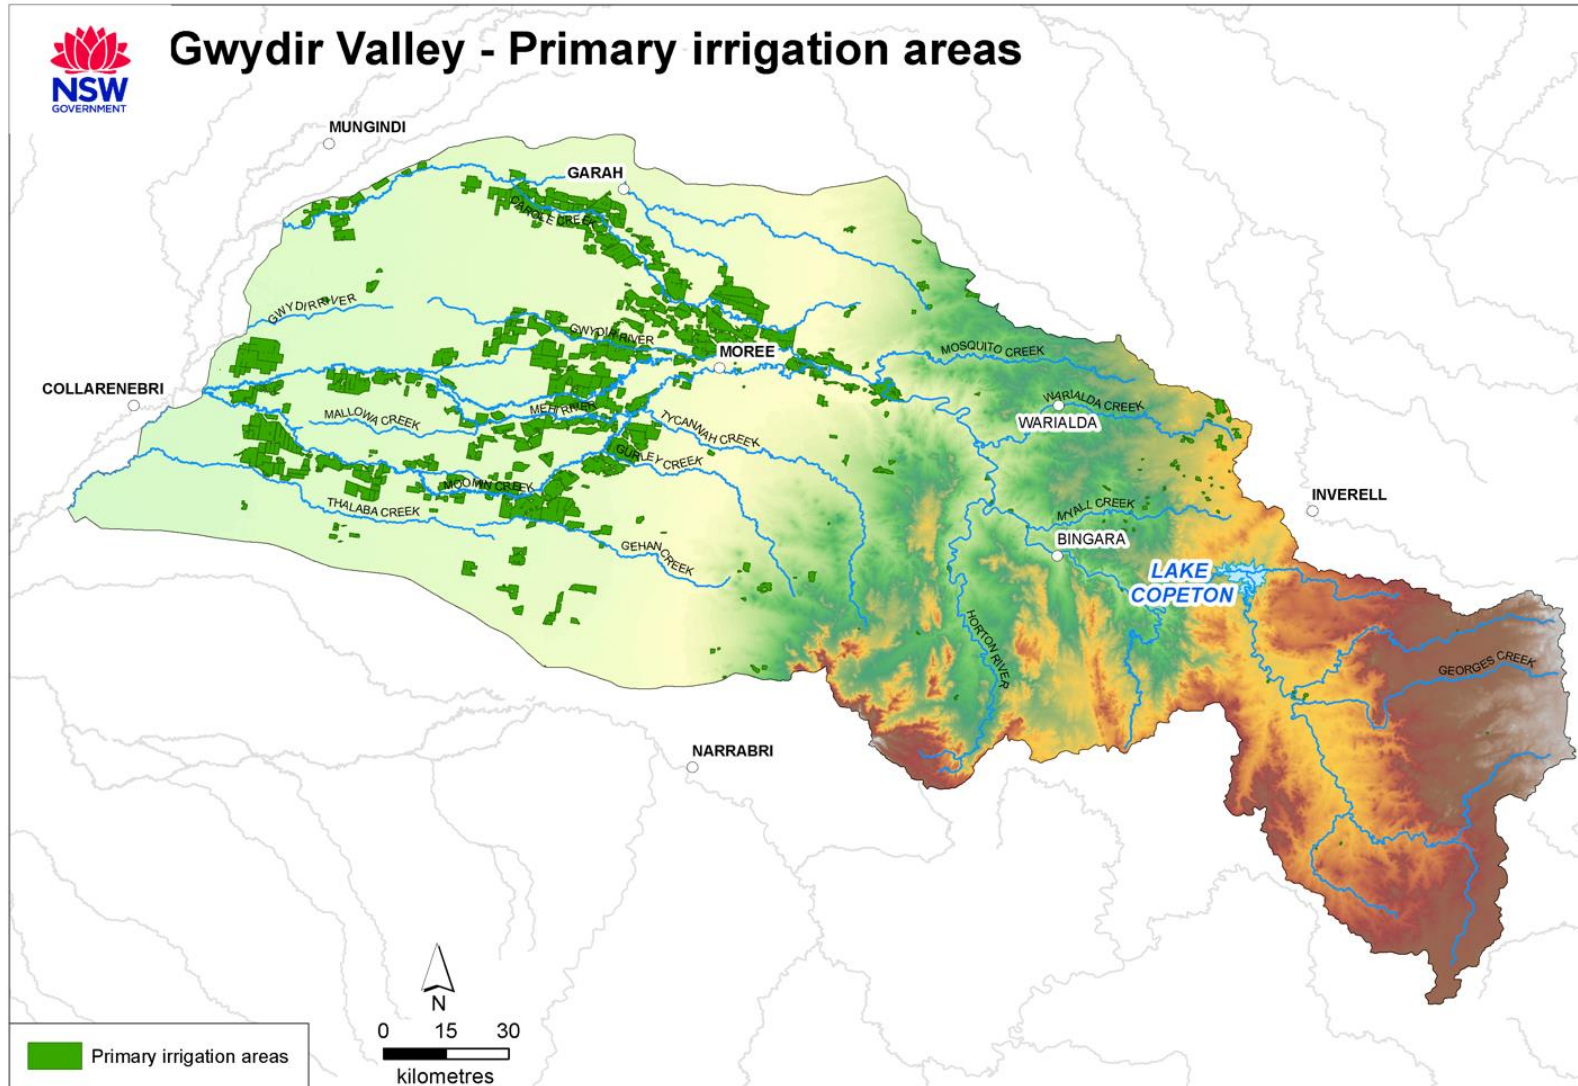 Gwydir Valley - Primary irrigation areas
NSW
GOVERNMENT
MUNGINDI
GARAH
CAROLE CREEK
GWYDIR RIVER
GWYDIR RIVER
MOREE
MOSQUITO CREEK
COLLARENEBRI
MALLOWA CREEK
MEHI RIVER
TYCANNAH CREEK
WARIALDA CREEK
WARIALDA
GURLEY CREEK
MOOMIN CREEK
THALABA CREEK
MYALL CREEK
INVERELL
GEHAN CREEK
BINGARA
LAKE
COPETON
HORTON RIVER
GEORGES CREEK
NARRABRI
N
0 15 30
kilometres
Primary irrigation areas